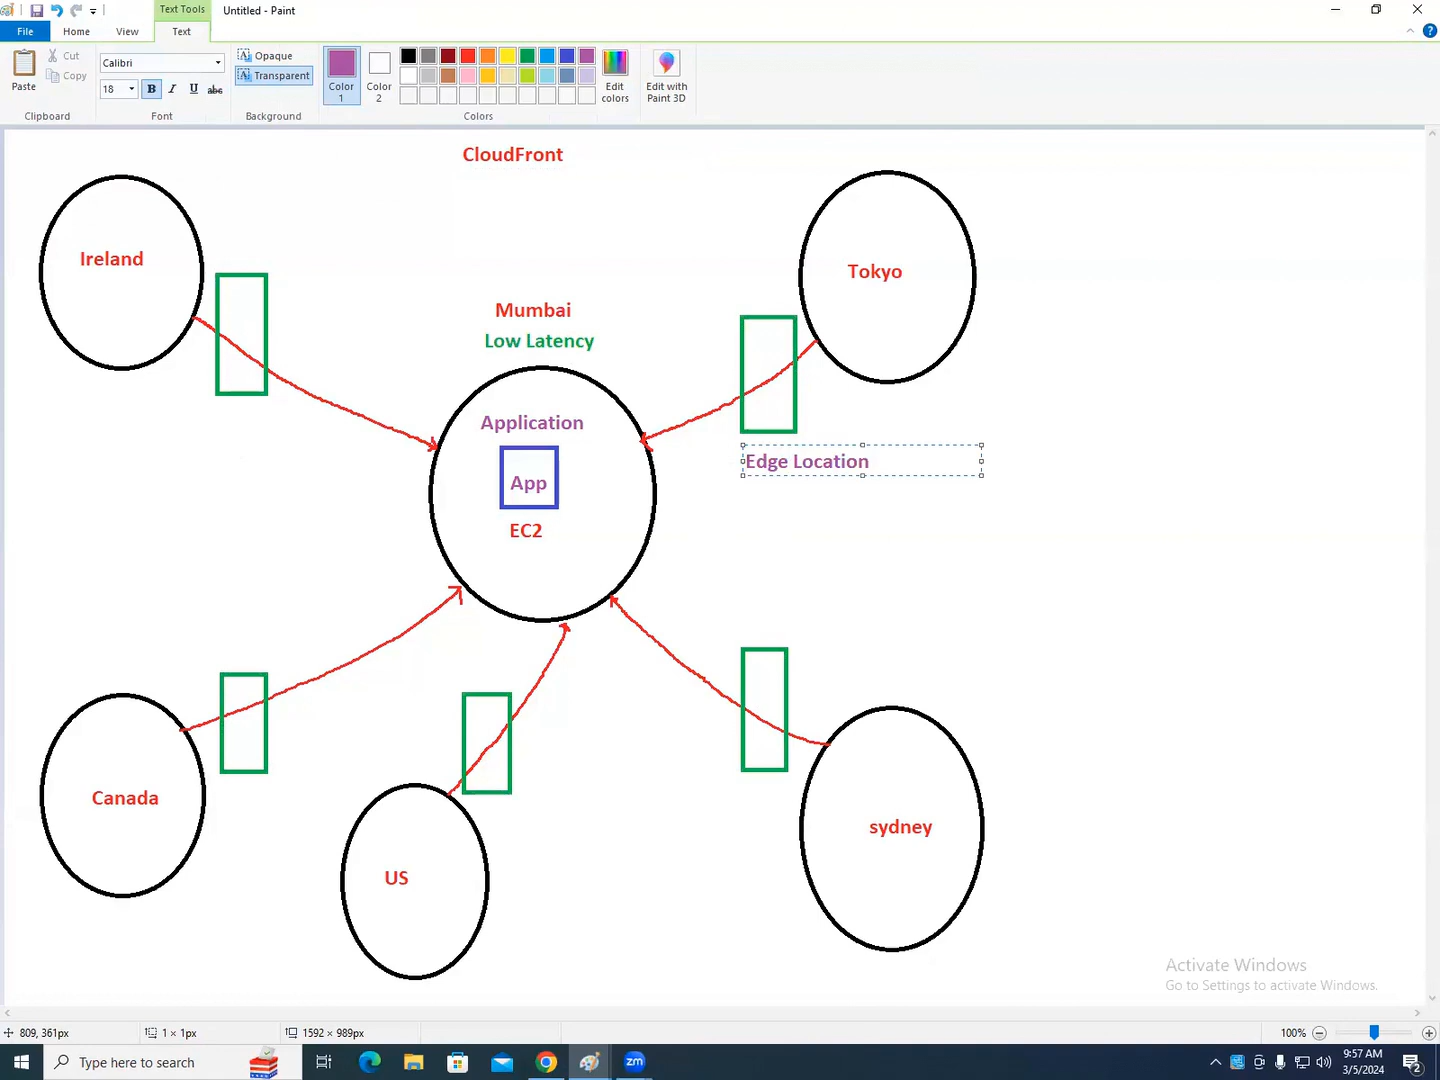 Text Tools
Untitled - Paint
File
Home
View
Text
Paste
Cut
Copy
Clipboard
Calibri
18
B
I
U
abc
Font
Opaque
Transparent
Background
Color 1
Color 2
Edit colors
Edit with Paint 3D
Colors
CloudFront
Ireland
Tokyo
Mumbai
Low Latency
Application
App
EC2
Edge Location
Canada
US
sydney
Activate Windows
Go to Settings to activate Windows.
809, 361px
1 × 1px
1592 × 989px
100%
Type here to search
zm
9:57 AM
3/5/2024
2